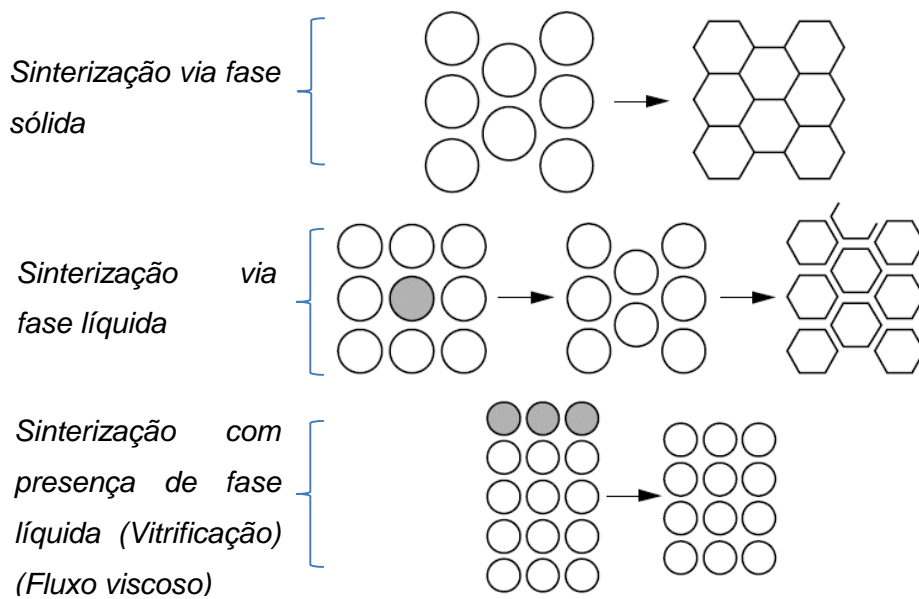 Sinterização via fase
sólida
Sinterização via
fase líquida
Sinterização com
presença de fase
líquida (Vitrificação)
(Fluxo viscoso)